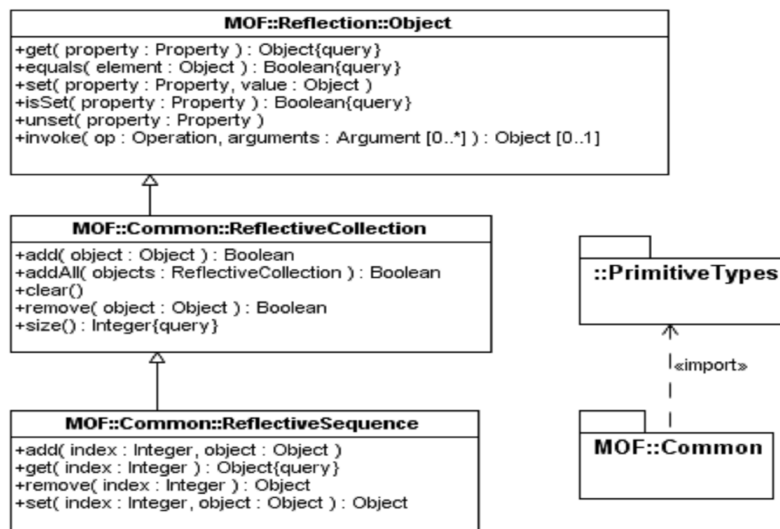 MOF::Reflection::Object
+get( property : Property ) : Object{query}
+equals( element : Object ) : Boolean{query}
+set( property : Property, value : Object )
+isSet( property : Property ) : Boolean{query}
+unset( property : Property )
+invoke( op : Operation, arguments : Argument [0..*] ) : Object [0..1]
MOF::Common::ReflectiveCollection
+add( object : Object ) : Boolean
+addAll( objects : ReflectiveCollection ) : Boolean
+clear()
+remove( object : Object ) : Boolean
+size() : Integer{query}
MOF::Common::ReflectiveSequence
+add( index : Integer, object : Object )
+get( index : Integer ) : Object{query}
+remove( index : Integer ) : Object
+set( index : Integer, object : Object ) : Object
::PrimitiveTypes
«import»
MOF::Common